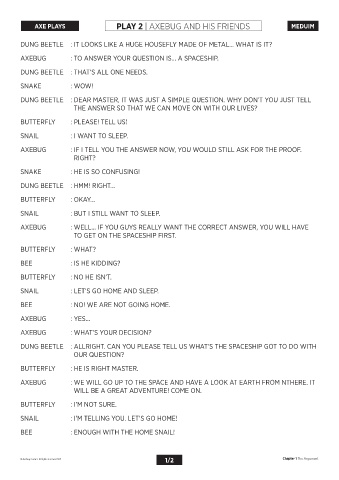 AXE PLAYS
PLAY 2 | AXEBUG AND HIS FRIENDS
MEDUIM
DUNG BEETLE : IT LOOKS LIKE A HUGE HOUSEFLY MADE OF METAL... WHAT IS IT?
AXEBUG : TO ANSWER YOUR QUESTION IS... A SPACESHIP.
DUNG BEETLE : THAT'S ALL ONE NEEDS.
SNAKE : WOW!
DUNG BEETLE : DEAR MASTER, IT WAS JUST A SIMPLE QUESTION. WHY DON'T YOU JUST TELL
THE ANSWER SO THAT WE CAN MOVE ON WITH OUR LIVES?
BUTTERFLY : PLEASE! TELL US!
SNAIL : I WANT TO SLEEP.
AXEBUG : IF I TELL YOU THE ANSWER NOW, YOU WOULD STILL ASK FOR THE PROOF.
RIGHT?
SNAKE : HE IS SO CONFUSING!
DUNG BEETLE : HMM! RIGHT...
BUTTERFLY : OKAY...
SNAIL : BUT I STILL WANT TO SLEEP.
AXEBUG : WELL... IF YOU GUYS REALLY WANT THE CORRECT ANSWER, YOU WILL HAVE
TO GET ON THE SPACESHIP FIRST.
BUTTERFLY : WHAT?
BEE : IS HE KIDDING?
BUTTERFLY : NO HE ISN'T.
SNAIL : LET'S GO HOME AND SLEEP.
BEE : NO! WE ARE NOT GOING HOME.
AXEBUG : YES...
AXEBUG : WHAT'S YOUR DECISION?
DUNG BEETLE : ALLRIGHT. CAN YOU PLEASE TELL US WHAT'S THE SPACESHIP GOT TO DO WITH
OUR QUESTION?
BUTTERFLY : HE IS RIGHT MASTER.
AXEBUG : WE WILL GO UP TO THE SPACE AND HAVE A LOOK AT EARTH FROM NTHERE. IT
WILL BE A GREAT ADVENTURE! COME ON.
BUTTERFLY : I'M NOT SURE.
SNAIL : I'M TELLING YOU. LET'S GO HOME!
BEE : ENOUGH WITH THE HOME SNAIL!
1/2